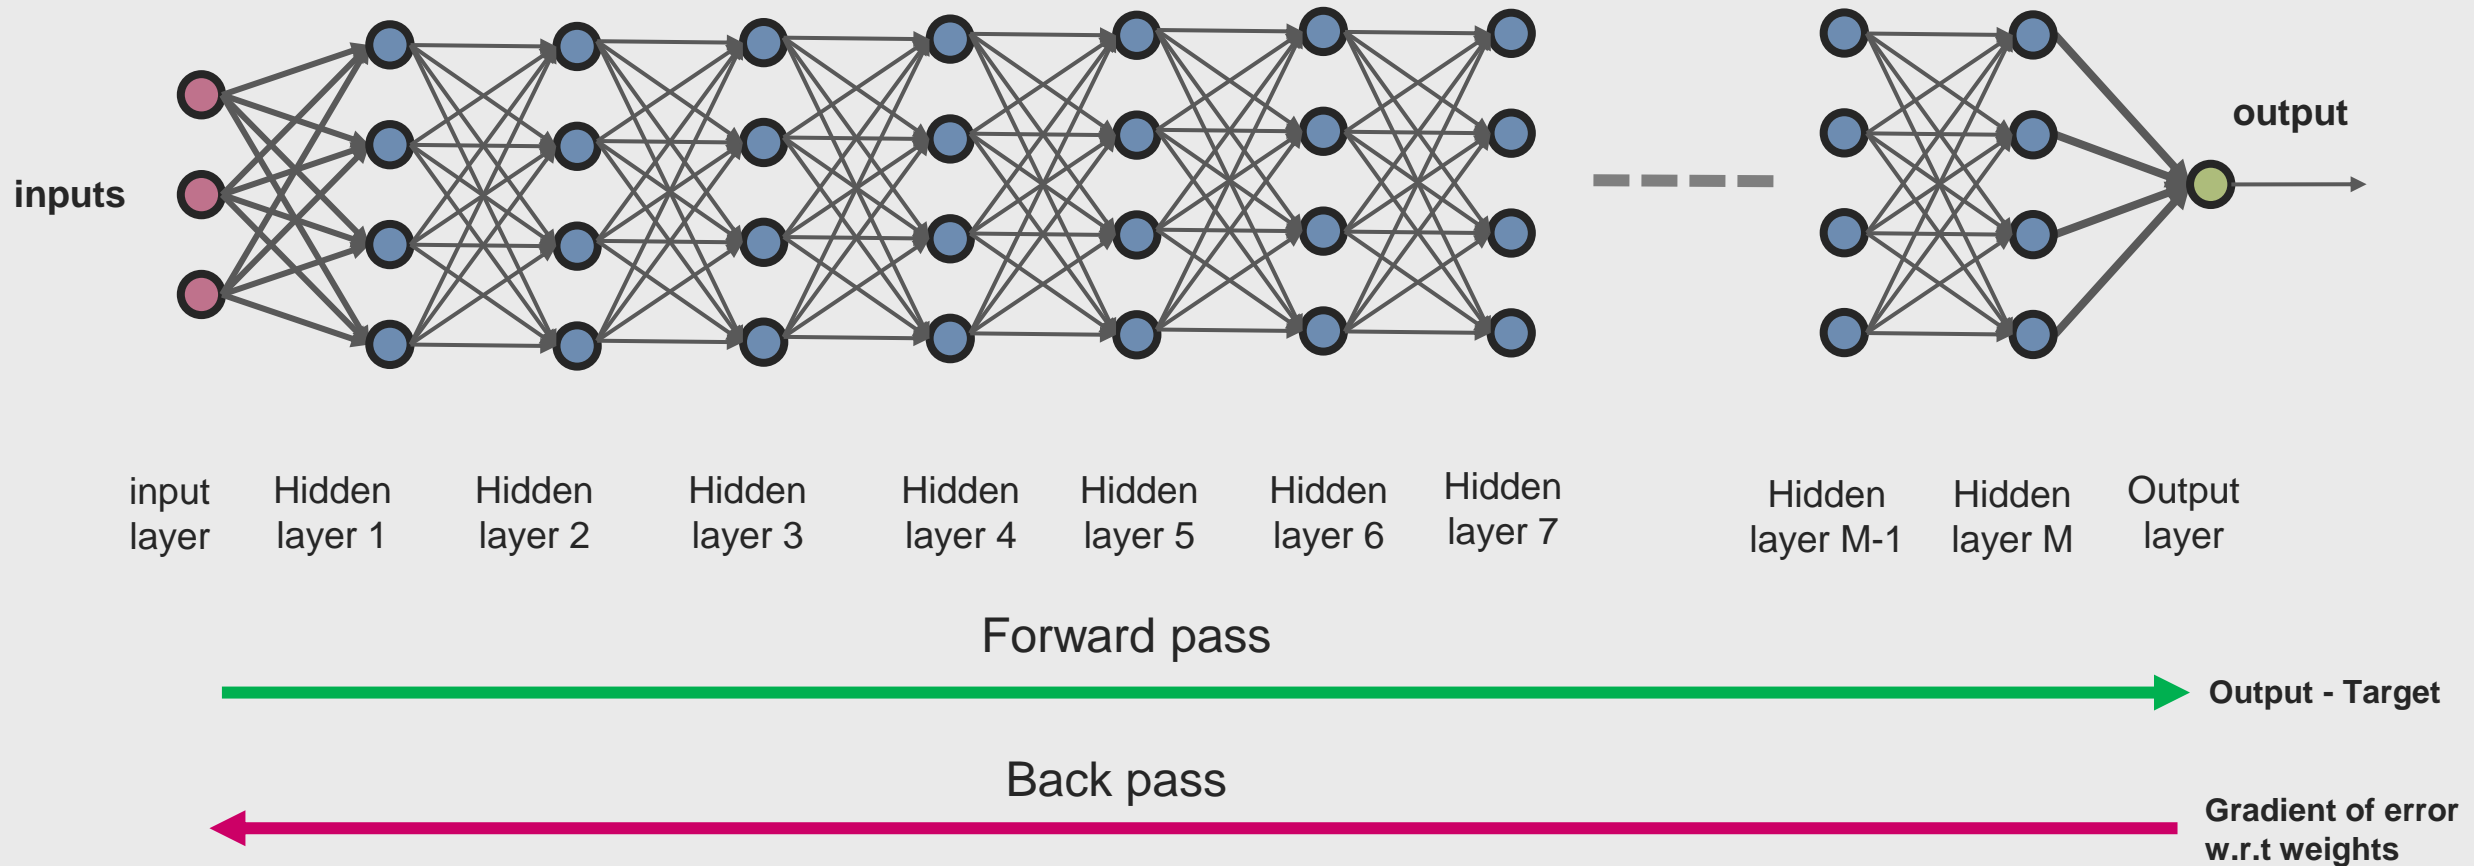 output
inputs
input
layer
Hidden
layer 1
Hidden
layer 2
Hidden
layer 3
Hidden
layer 4
Hidden
layer 5
Hidden
layer 6
Hidden
layer 7
Hidden
layer M-1
Hidden
layer M
Output
layer
Forward pass
Output - Target
Back pass
Gradient of error
w.r.t weights